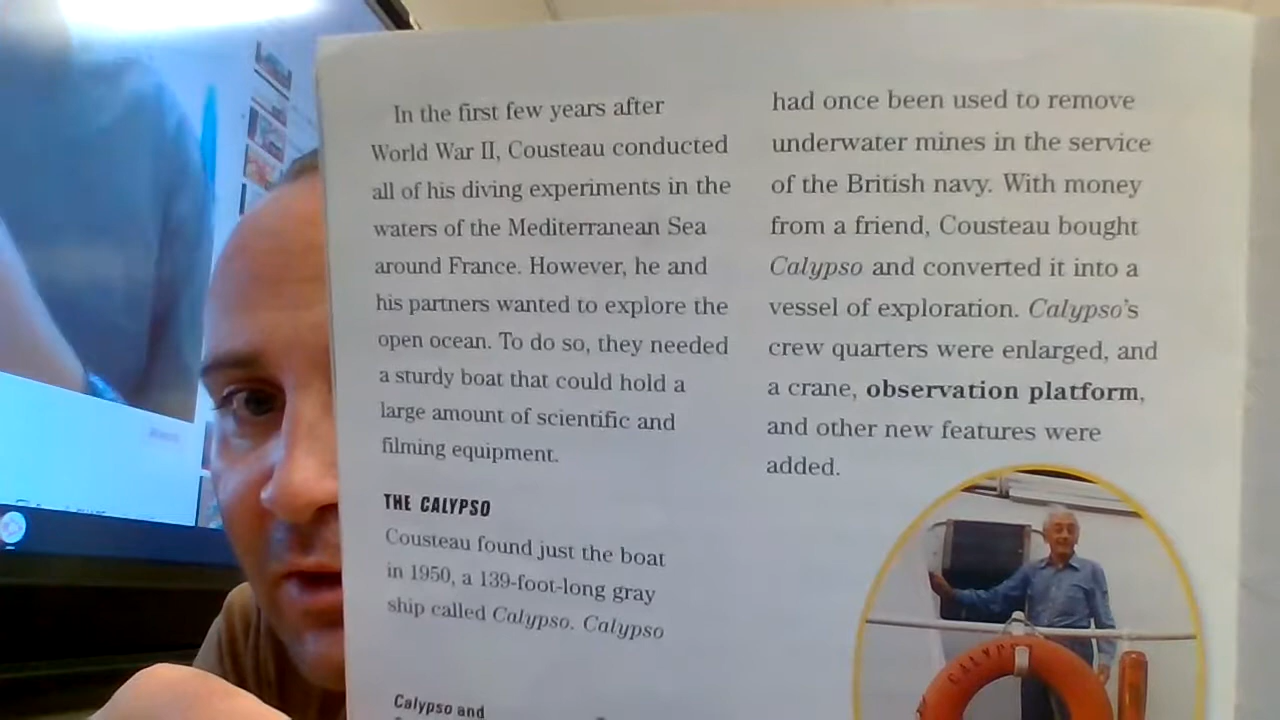 In the first few years after
World War II, Cousteau conducted
all of his diving experiments in the
waters of the Mediterranean Sea
around France. However, he and
his partners wanted to explore the
open ocean. To do so, they needed
a sturdy boat that could hold a
large amount of scientific and
filming equipment.
THE CALYPSO
Cousteau found just the boat
in 1950, a 139-foot-long gray
ship called Calypso. Calypso
Calypso and
had once been used to remove
underwater mines in the service
of the British navy. With money
from a friend, Cousteau bought
Calypso and converted it into a
vessel of exploration. Calypso's
crew quarters were enlarged, and
a crane, observation platform,
and other new features were
added.
CALYPSO